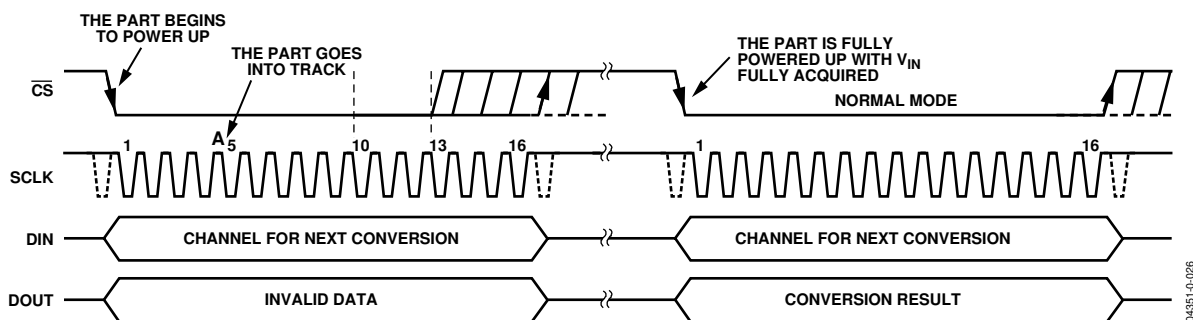 THE PART BEGINS
TO POWER UP
THE PART GOES
INTO TRACK
THE PART IS FULLY
POWERED UP WITH VIN
FULLY ACQUIRED
CS
NORMAL MODE
A
1 5 10 13 16
1 16
SCLK
DIN
CHANNEL FOR NEXT CONVERSION
CHANNEL FOR NEXT CONVERSION
DOUT
INVALID DATA
CONVERSION RESULT
04351-0-026